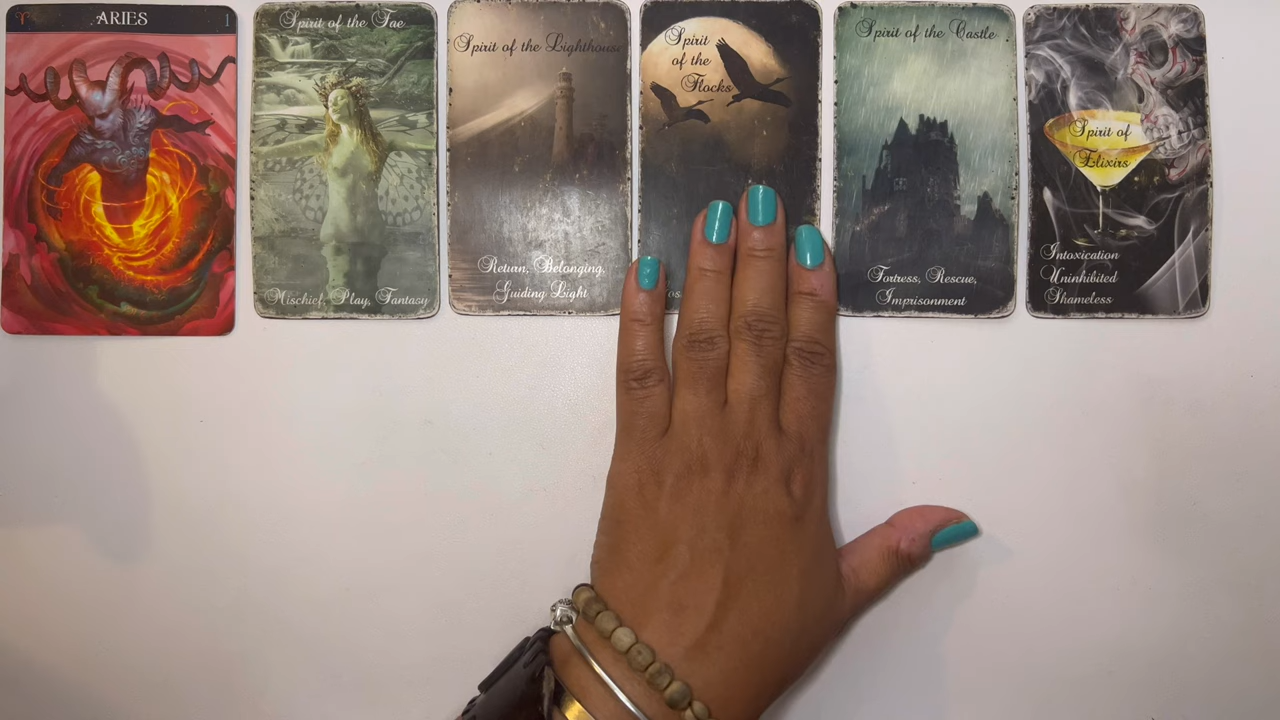 ♈ ARIES 1
Spirit of the Fae
Mischief, Play, Fantasy
Spirit of the Lighthouse
Return, Belonging,
Guiding Light
Spirit
of the
Flocks
Spirit of the Castle
Fortress, Rescue,
Imprisonment
Spirit of
Elixirs
Intoxication
Uninhibited
Shameless